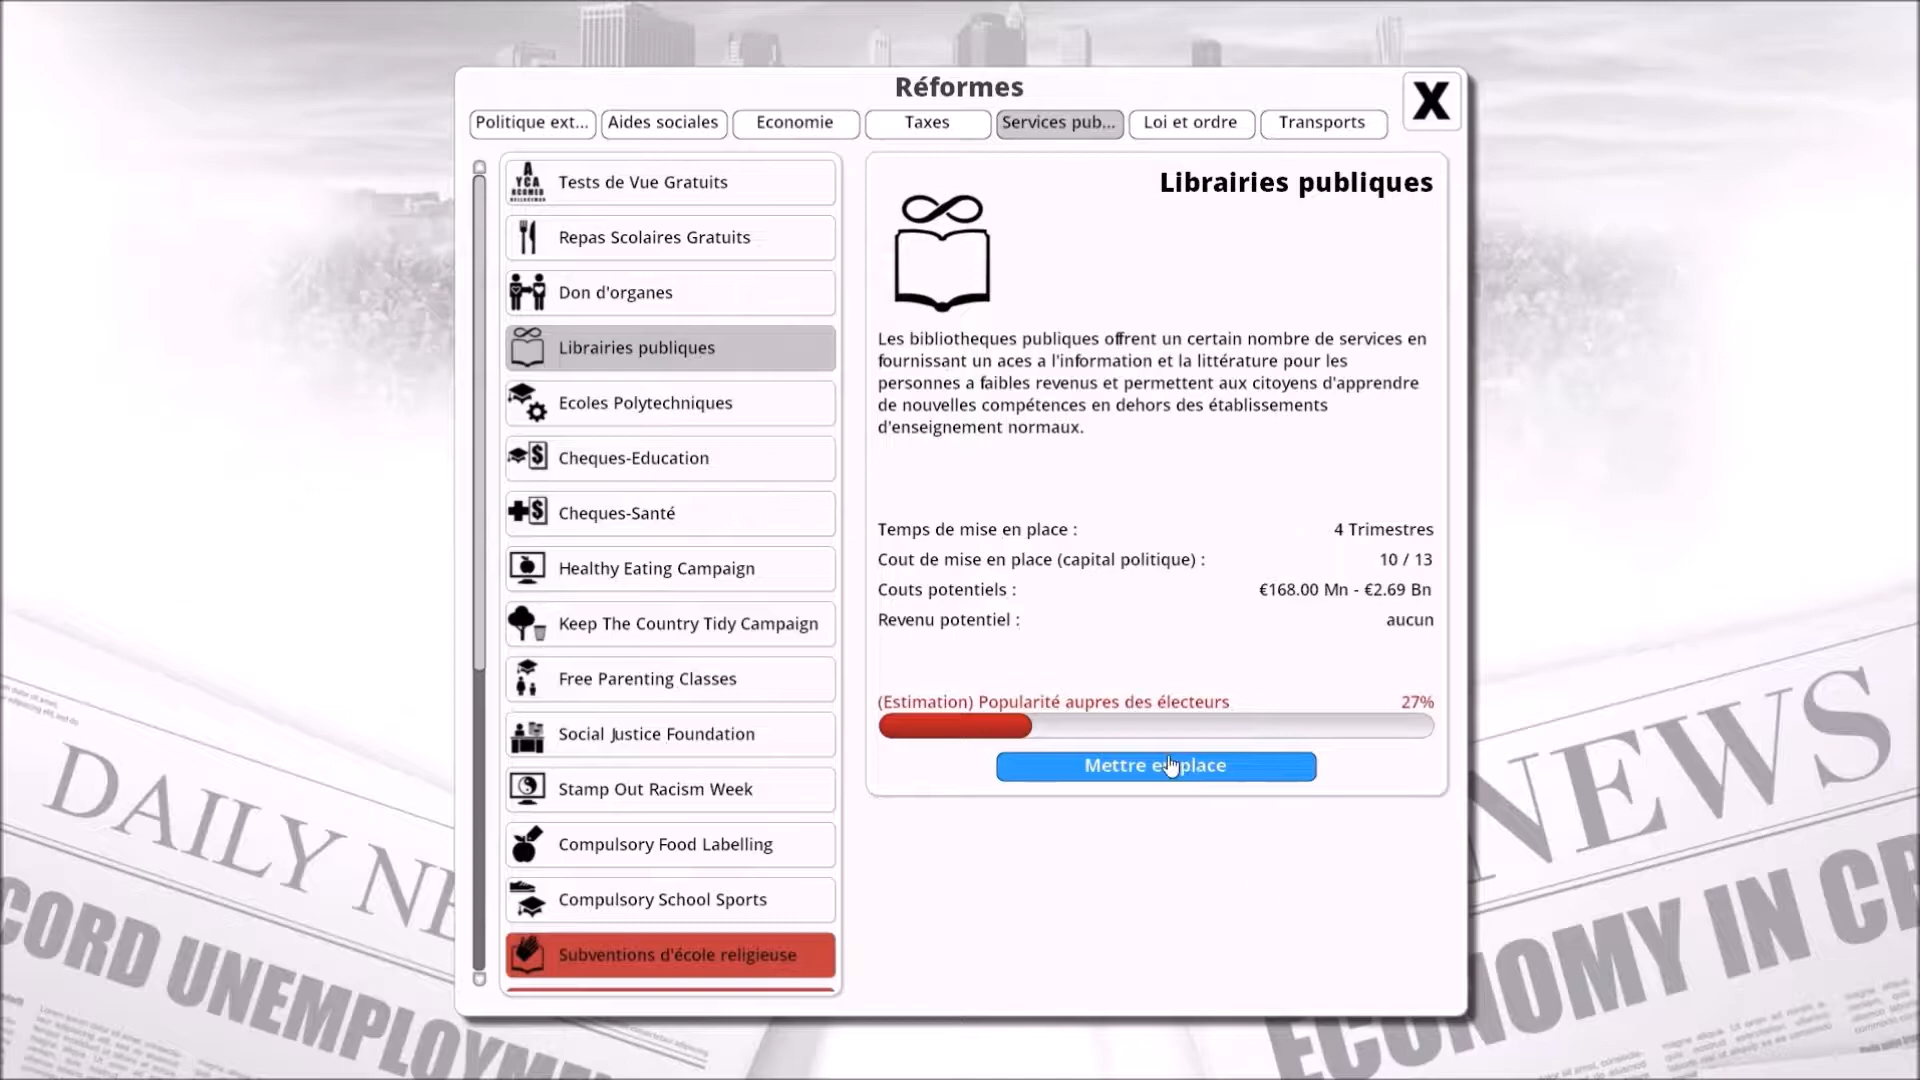 Réformes
X
Politique ext...
Aides sociales
Economie
Taxes
Services pub...
Loi et ordre
Transports
Tests de Vue Gratuits
Repas Scolaires Gratuits
Don d'organes
Librairies publiques
Ecoles Polytechniques
Cheques-Education
Cheques-Santé
Healthy Eating Campaign
Keep The Country Tidy Campaign
Free Parenting Classes
Social Justice Foundation
Stamp Out Racism Week
Compulsory Food Labelling
Compulsory School Sports
Subventions d'école religieuse
Librairies publiques
Les bibliotheques publiques offrent un certain nombre de services en
fournissant un aces a l'information et la littérature pour les
personnes a faibles revenus et permettent aux citoyens d'apprendre
de nouvelles compétences en dehors des établissements
d'enseignement normaux.
Temps de mise en place : 4 Trimestres
Cout de mise en place (capital politique) : 10 / 13
Couts potentiels : €168.00 Mn - €2.69 Bn
Revenu potentiel : aucun
(Estimation) Popularité aupres des électeurs 27%
Mettre en place
DAILY NE
CORD UNEMPLOYME
NEWS
ECONOMY IN CR